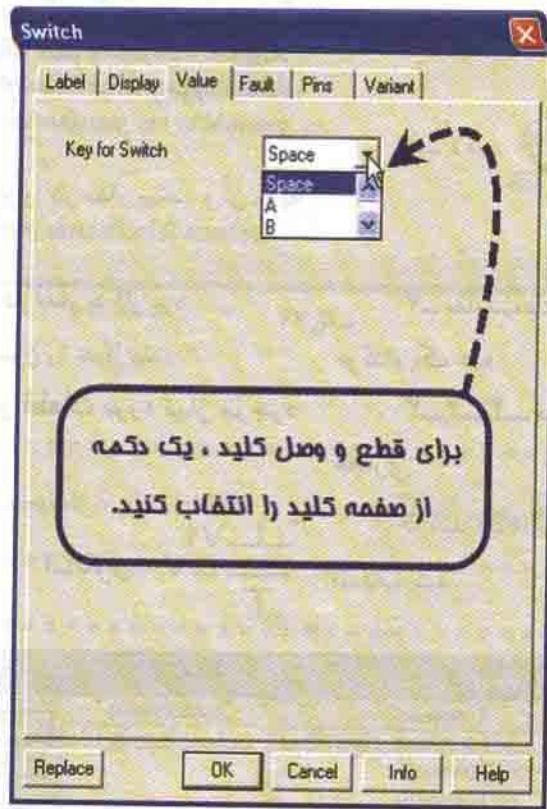 Switch
Label Display Value Fault Pins Variant
Key for Switch Space
Space
A
B
برای قطع و وصل کلید ، یک دکمه
از صفحه کلید را انتخاب کنید.
Replace OK Cancel Info Help